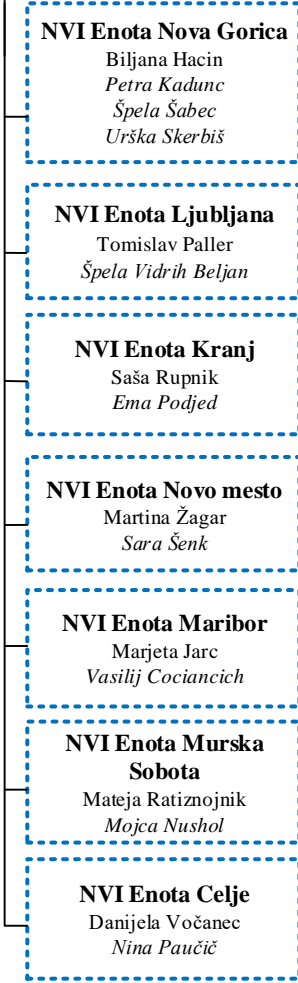 NVI Enota Nova Gorica
Biljana Hacin
Petra Kadunc
Špela Šabec
Urška Skerbiš
NVI Enota Ljubljana
Tomislav Paller
Špela Vidrih Beljan
NVI Enota Kranj
Saša Rupnik
Ema Podjed
NVI Enota Novo mesto
Martina Žagar
Sara Šenk
NVI Enota Maribor
Marjeta Jarc
Vasilij Cociancich
NVI Enota Murska
Sobota
Mateja Ratiznojnik
Mojca Nushol
NVI Enota Celje
Danijela Vočanec
Nina Paučič